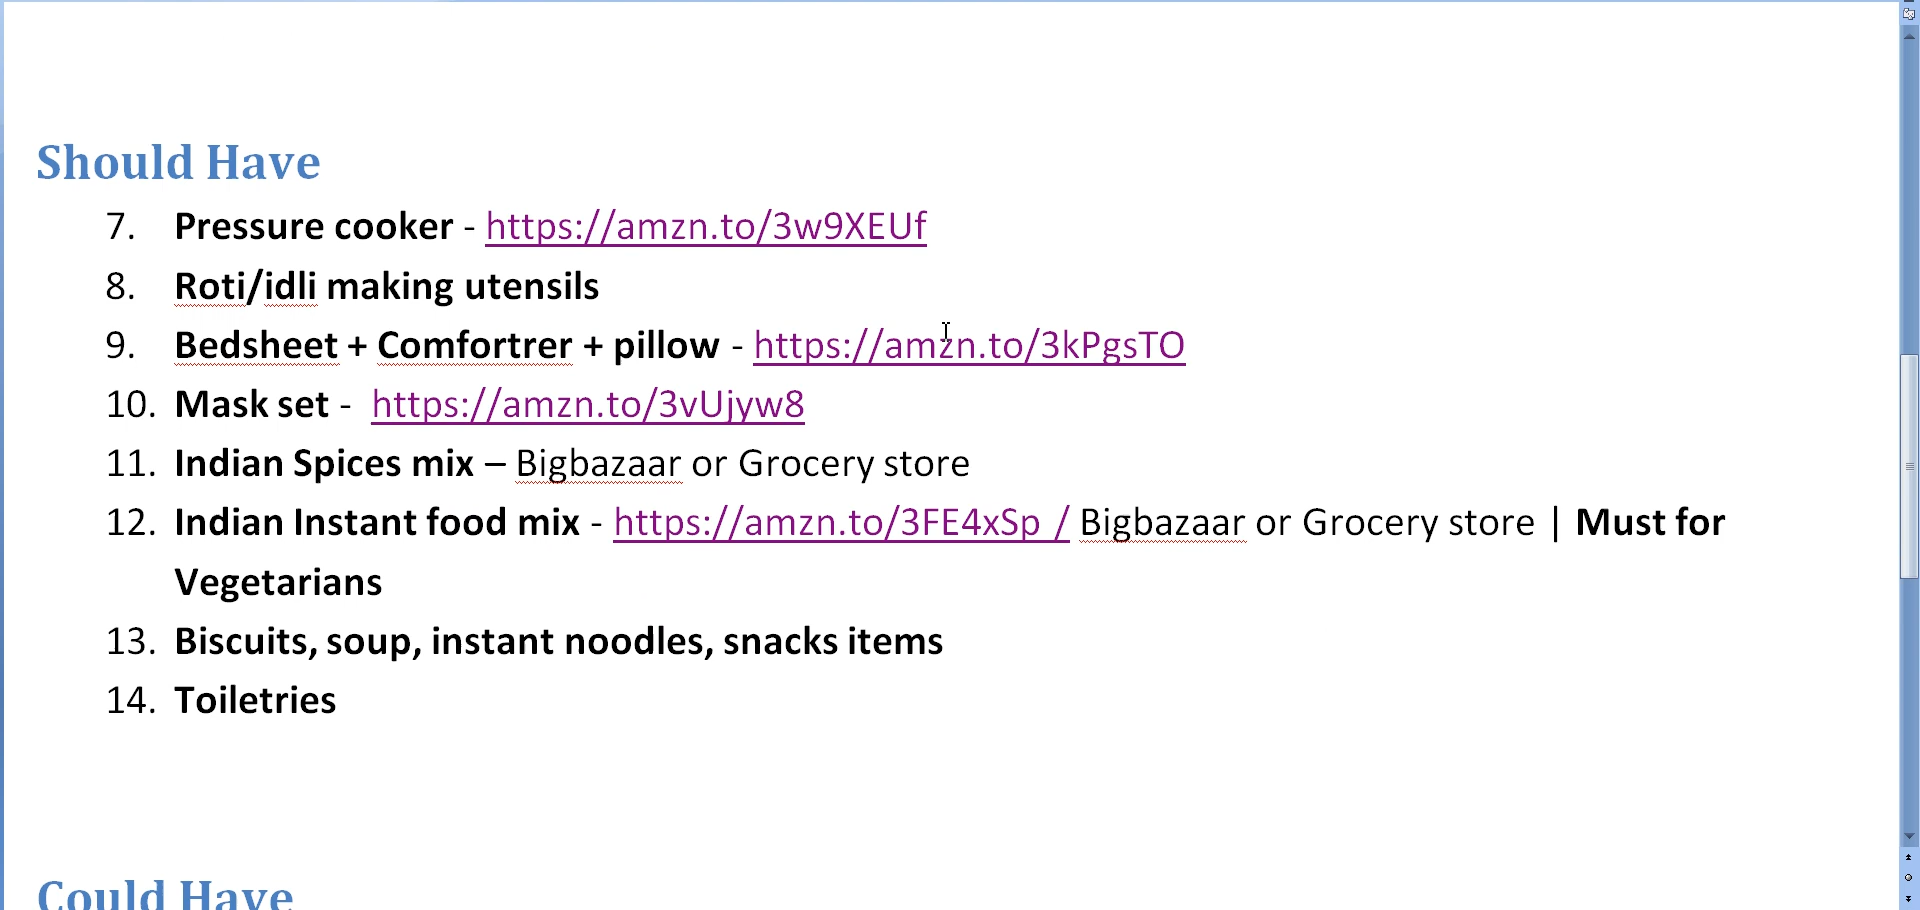 Should Have
7. Pressure cooker - https://amzn.to/3w9XEUf
8. Roti/idli making utensils
9. Bedsheet + Comfortrer + pillow - https://amzn.to/3kPgsTO
10. Mask set - https://amzn.to/3vUjyw8
11. Indian Spices mix – Bigbazaar or Grocery store
12. Indian Instant food mix - https://amzn.to/3FE4xSp / Bigbazaar or Grocery store | Must for
Vegetarians
13. Biscuits, soup, instant noodles, snacks items
14. Toiletries
Could Have